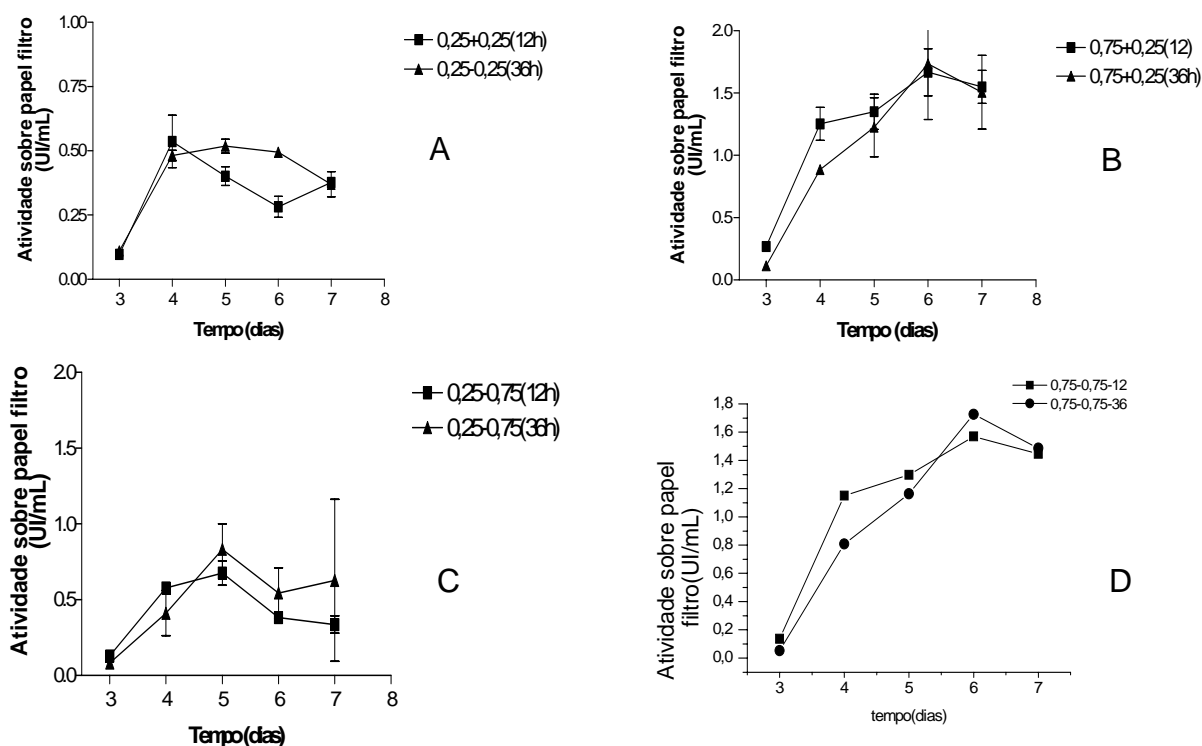 Atividade sobre papel filtro
(UI/mL)
1.00
0.75
0.50
0.25
0.00
3 4 5 6 7 8
Tempo(dias)
0,25+0,25(12h)
0,25-0,25(36h)
A
Atividade sobre papel filtro
(UI/mL)
2.0
1.5
1.0
0.5
0.0
3 4 5 6 7 8
Tempo(dias)
0,75+0,25(12)
0,75+0,25(36h)
B
Atividade sobre papel filtro
(UI/mL)
2.0
1.5
1.0
0.5
0.0
3 4 5 6 7 8
Tempo(dias)
0,25-0,75(12h)
0,25-0,75(36h)
C
Atividade sobre papel
filtro(UI/mL)
1,8
1,6
1,4
1,2
1,0
0,8
0,6
0,4
0,2
0,0
3 4 5 6 7
tempo(dias)
0,75-0,75-12
0,75-0,75-36
D